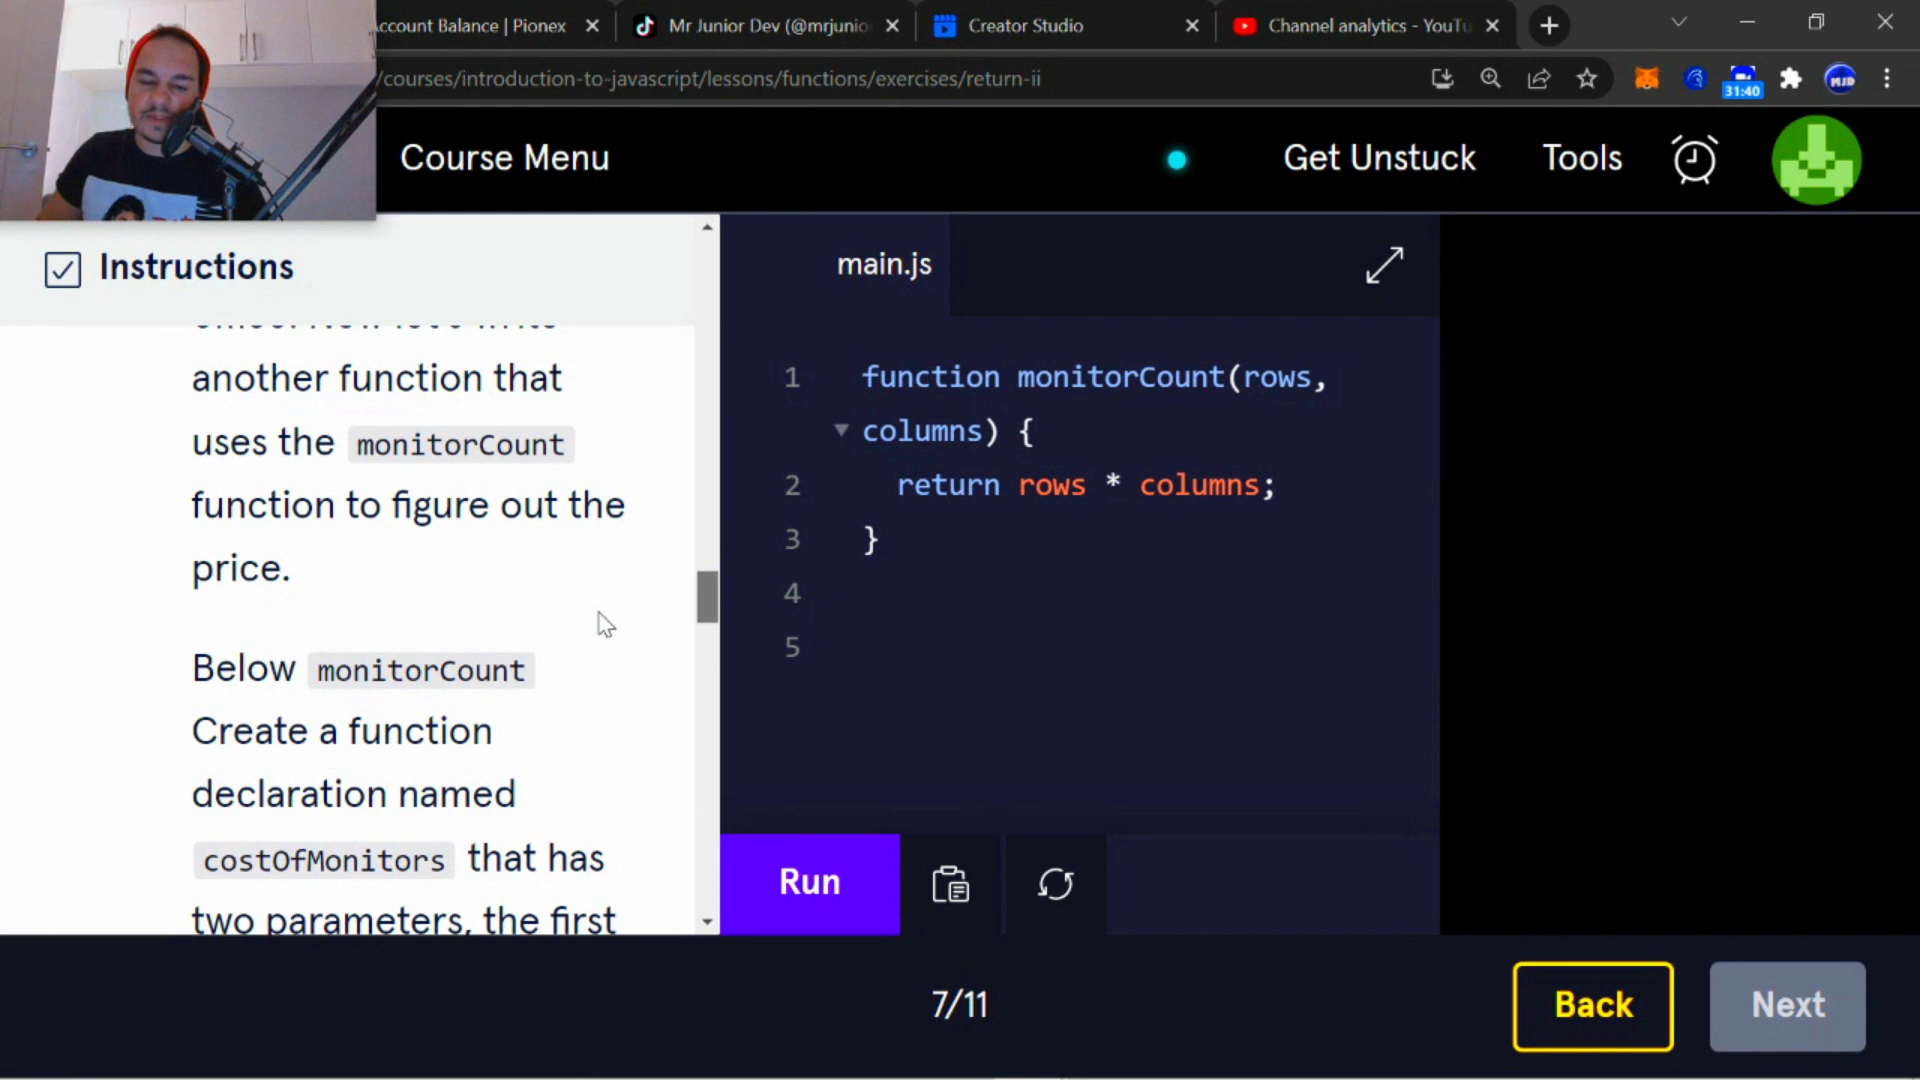 ccount Balance | Pionex
Mr Junior Dev (@mrjunio
Creator Studio
Channel analytics - YouTu
/courses/introduction-to-javascript/lessons/functions/exercises/return-ii
31:40
MJD
Course Menu
Get Unstuck
Tools
Instructions
another function that
uses the monitorCount
function to figure out the
price.
Below monitorCount
Create a function
declaration named
costOfMonitors that has
two parameters, the first
main.js
1 function monitorCount(rows,
columns) {
2 return rows * columns;
3 }
4
5
Run
7/11
Back
Next